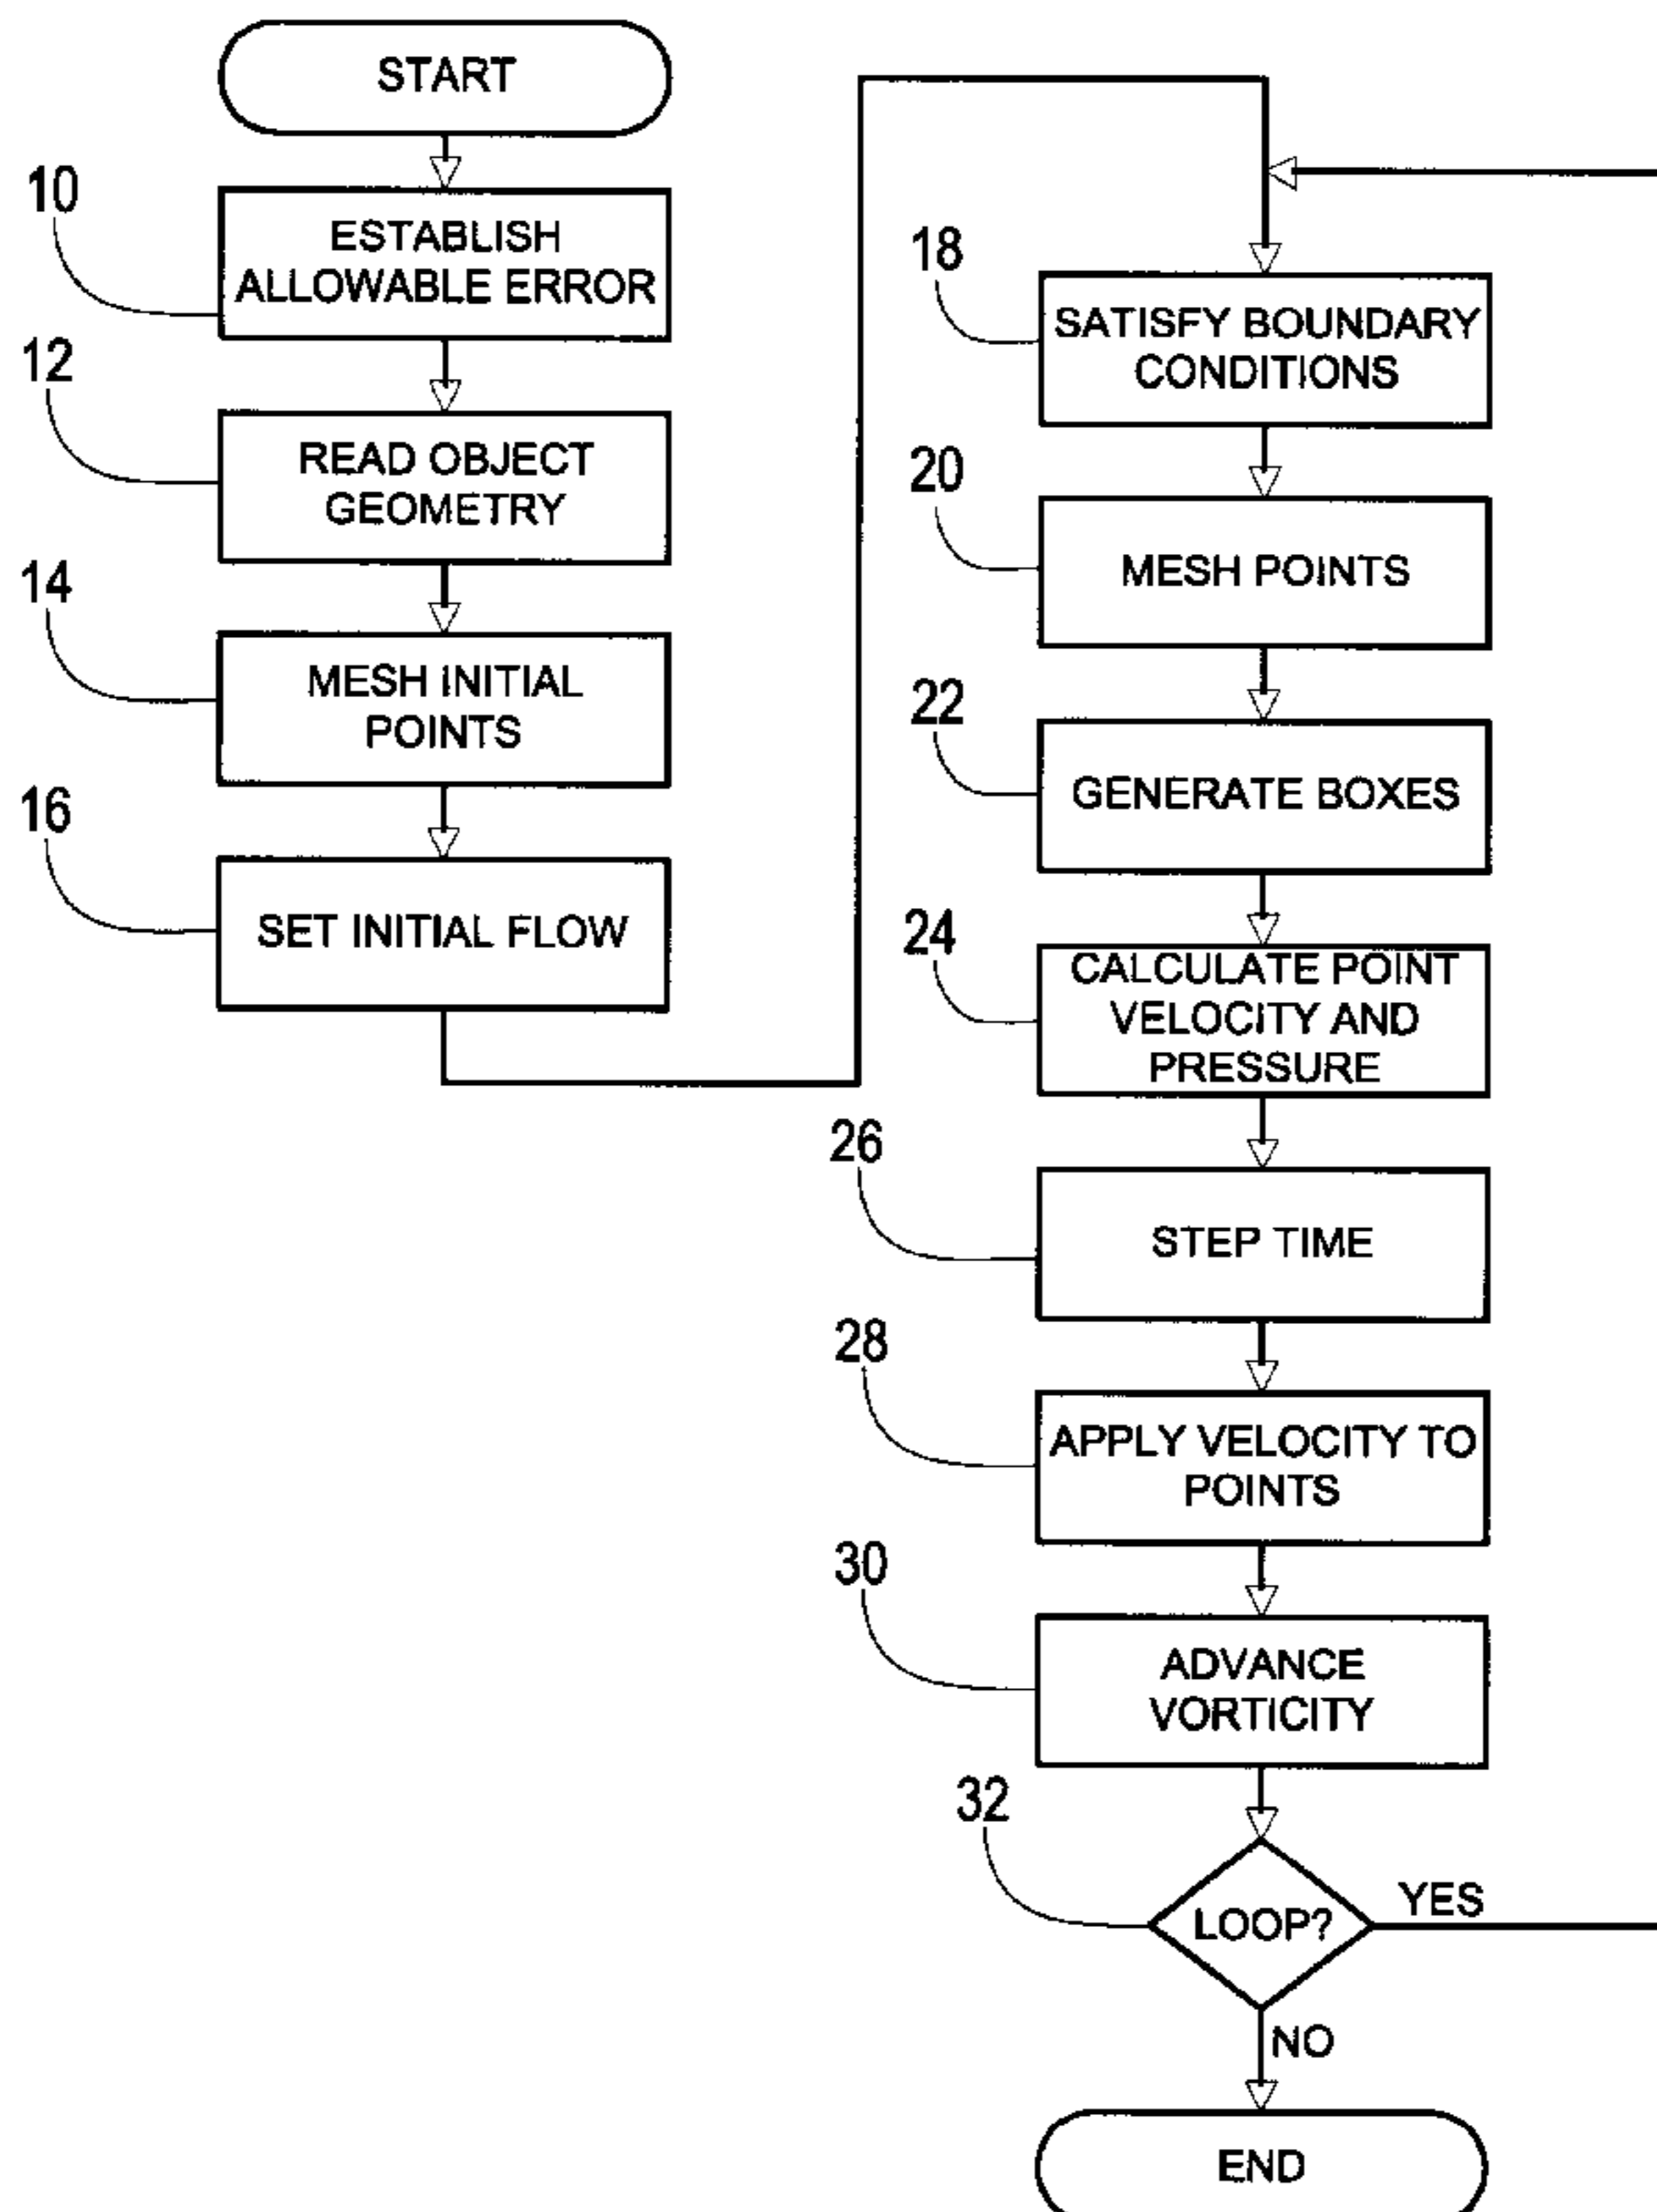 START
10
ESTABLISH
ALLOWABLE ERROR
12
READ OBJECT
GEOMETRY
14
MESH INITIAL
POINTS
16
SET INITIAL FLOW
18
SATISFY BOUNDARY
CONDITIONS
20
MESH POINTS
22
GENERATE BOXES
24
CALCULATE POINT
VELOCITY AND
PRESSURE
26
STEP TIME
28
APPLY VELOCITY TO
POINTS
30
ADVANCE
VORTICITY
32
LOOP?
YES
NO
END